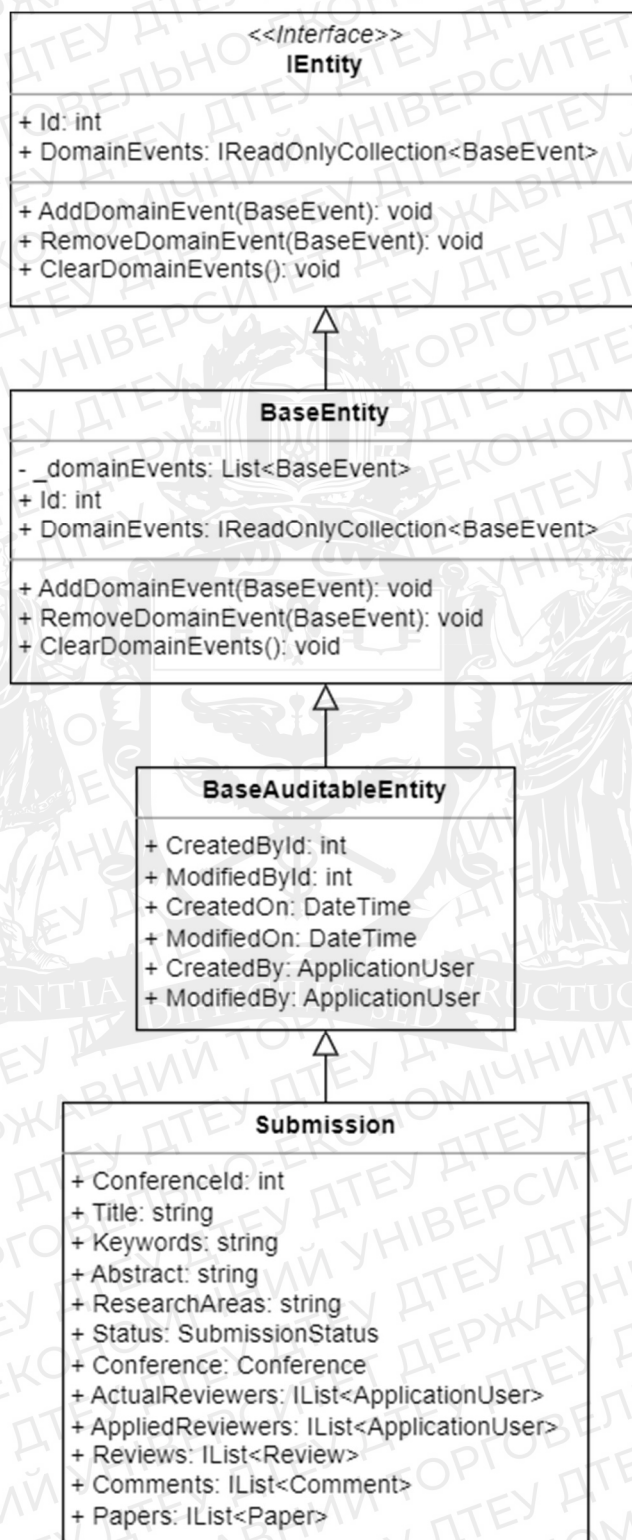 <<Interface>>
IEntity
+ Id: int
+ DomainEvents: IReadOnlyCollection<BaseEvent>
+ AddDomainEvent(BaseEvent): void
+ RemoveDomainEvent(BaseEvent): void
+ ClearDomainEvents(): void
BaseEntity
- _domainEvents: List<BaseEvent>
+ Id: int
+ DomainEvents: IReadOnlyCollection<BaseEvent>
+ AddDomainEvent(BaseEvent): void
+ RemoveDomainEvent(BaseEvent): void
+ ClearDomainEvents(): void
BaseAuditableEntity
+ CreatedById: int
+ ModifiedById: int
+ CreatedOn: DateTime
+ ModifiedOn: DateTime
+ CreatedBy: ApplicationUser
+ ModifiedBy: ApplicationUser
Submission
+ ConferenceId: int
+ Title: string
+ Keywords: string
+ Abstract: string
+ ResearchAreas: string
+ Status: SubmissionStatus
+ Conference: Conference
+ ActualReviewers: IList<ApplicationUser>
+ AppliedReviewers: IList<ApplicationUser>
+ Reviews: IList<Review>
+ Comments: IList<Comment>
+ Papers: IList<Paper>